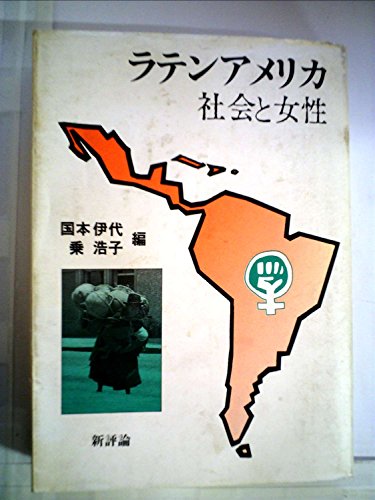 ラテンアメリカ
社会と女性
国本伊代
乗 浩子
編
新評論